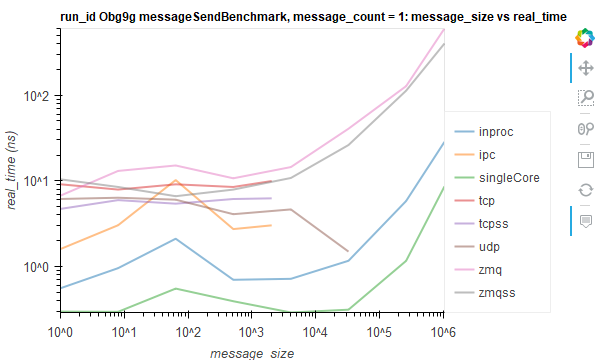 run_id Obg9g messageSendBenchmark, message_count = 1: message_size vs real_time
real_time (ns)
10^2
10^1
10^0
10^0
10^1
10^2
10^3
10^4
10^5
10^6
message_size
inproc
ipc
singleCore
tcp
tcpss
udp
zmq
zmqss